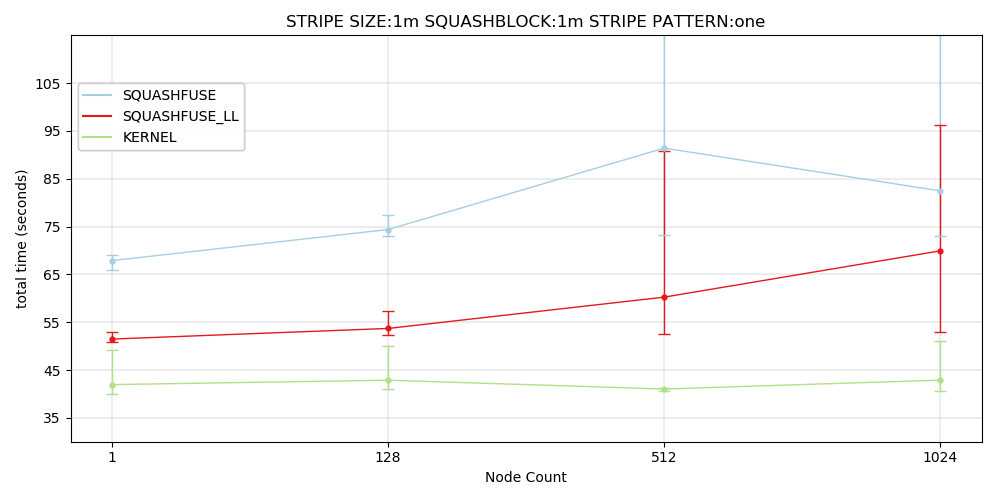 STRIPE SIZE:1m SQUASHBLOCK:1m STRIPE PATTERN:one
105
95
85
75
65
55
45
35
total time (seconds)
SQUASHFUSE
SQUASHFUSE_LL
KERNEL
1
128
512
1024
Node Count